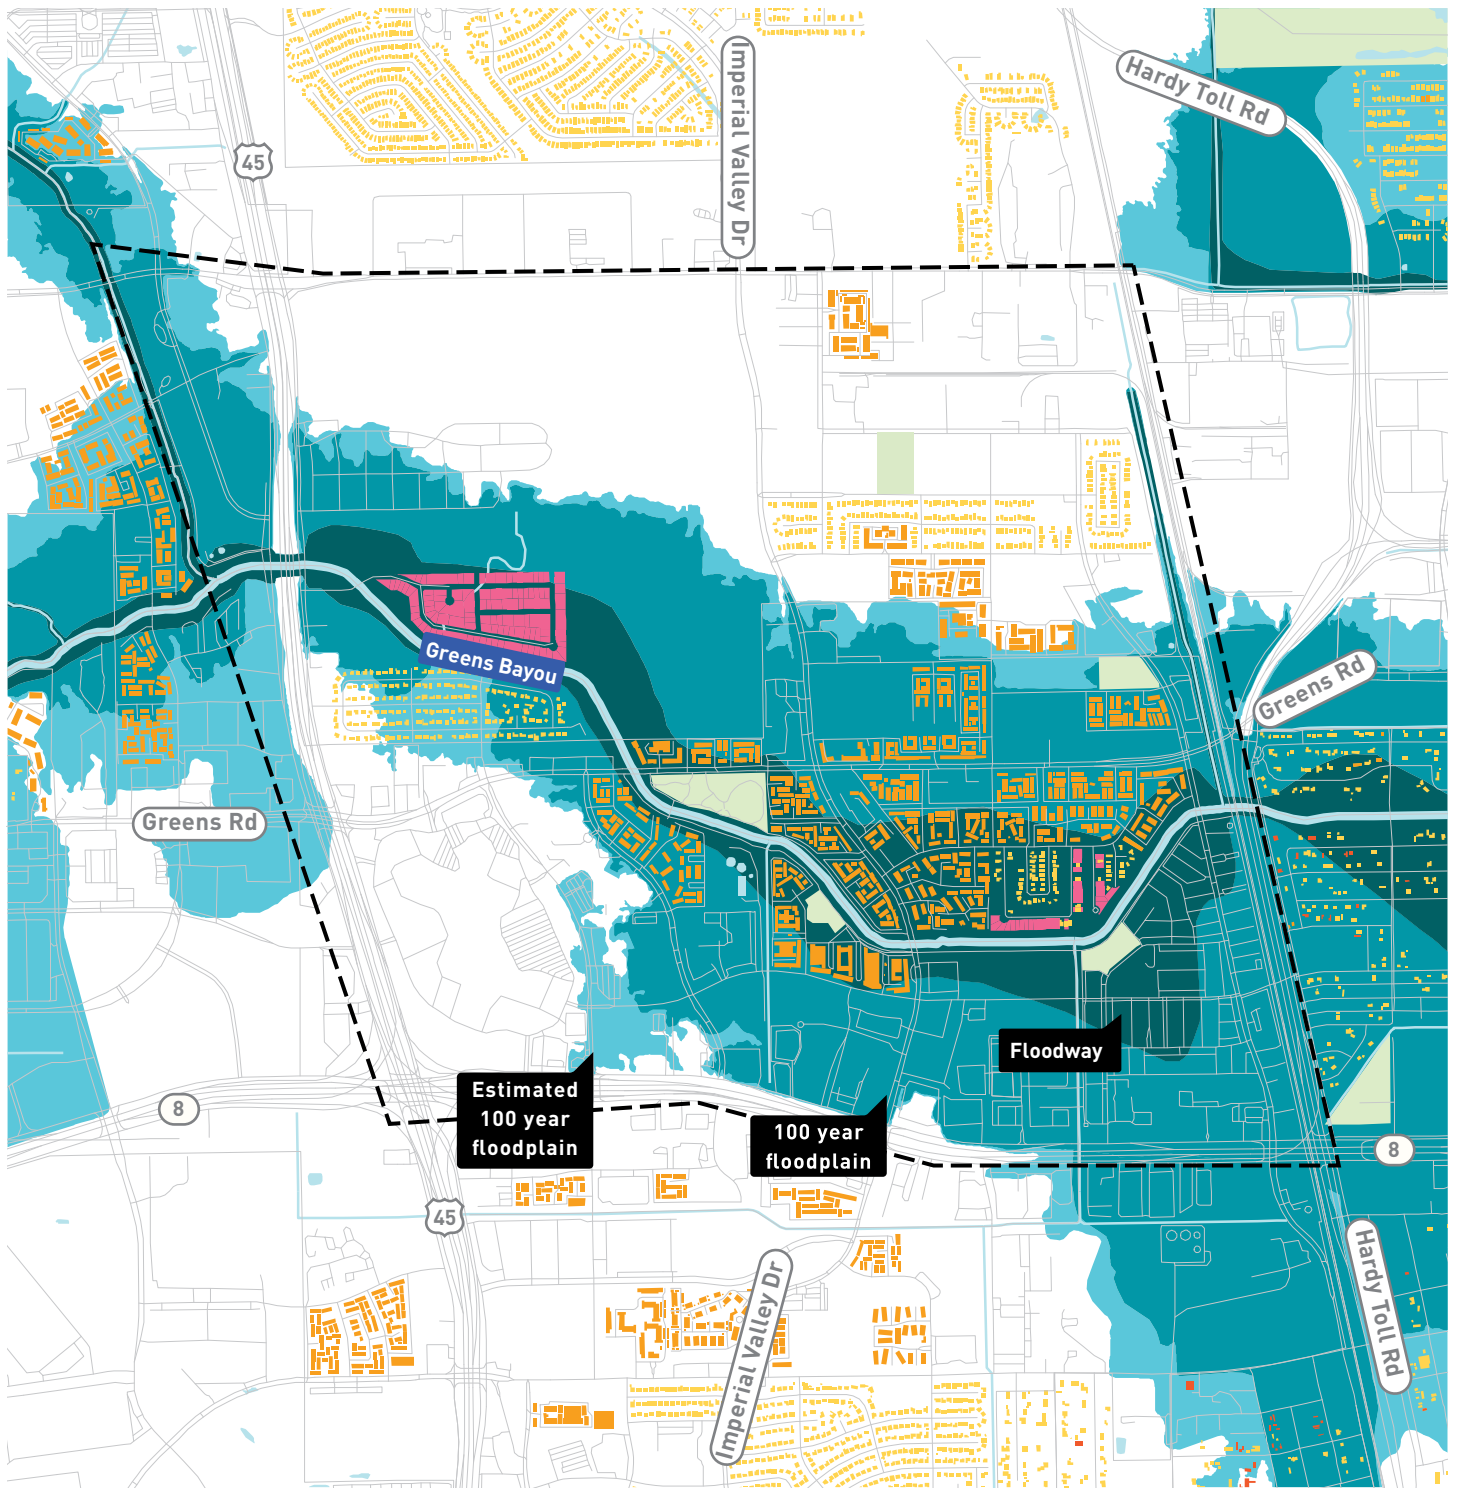 Imperial Valley Dr
Hardy Toll Rd
45
Greens Bayou
Greens Rd
Greens Rd
Floodway
Estimated
100 year
floodplain
8
100 year
floodplain
8
45
Imperial Valley Dr
Hardy Toll Rd